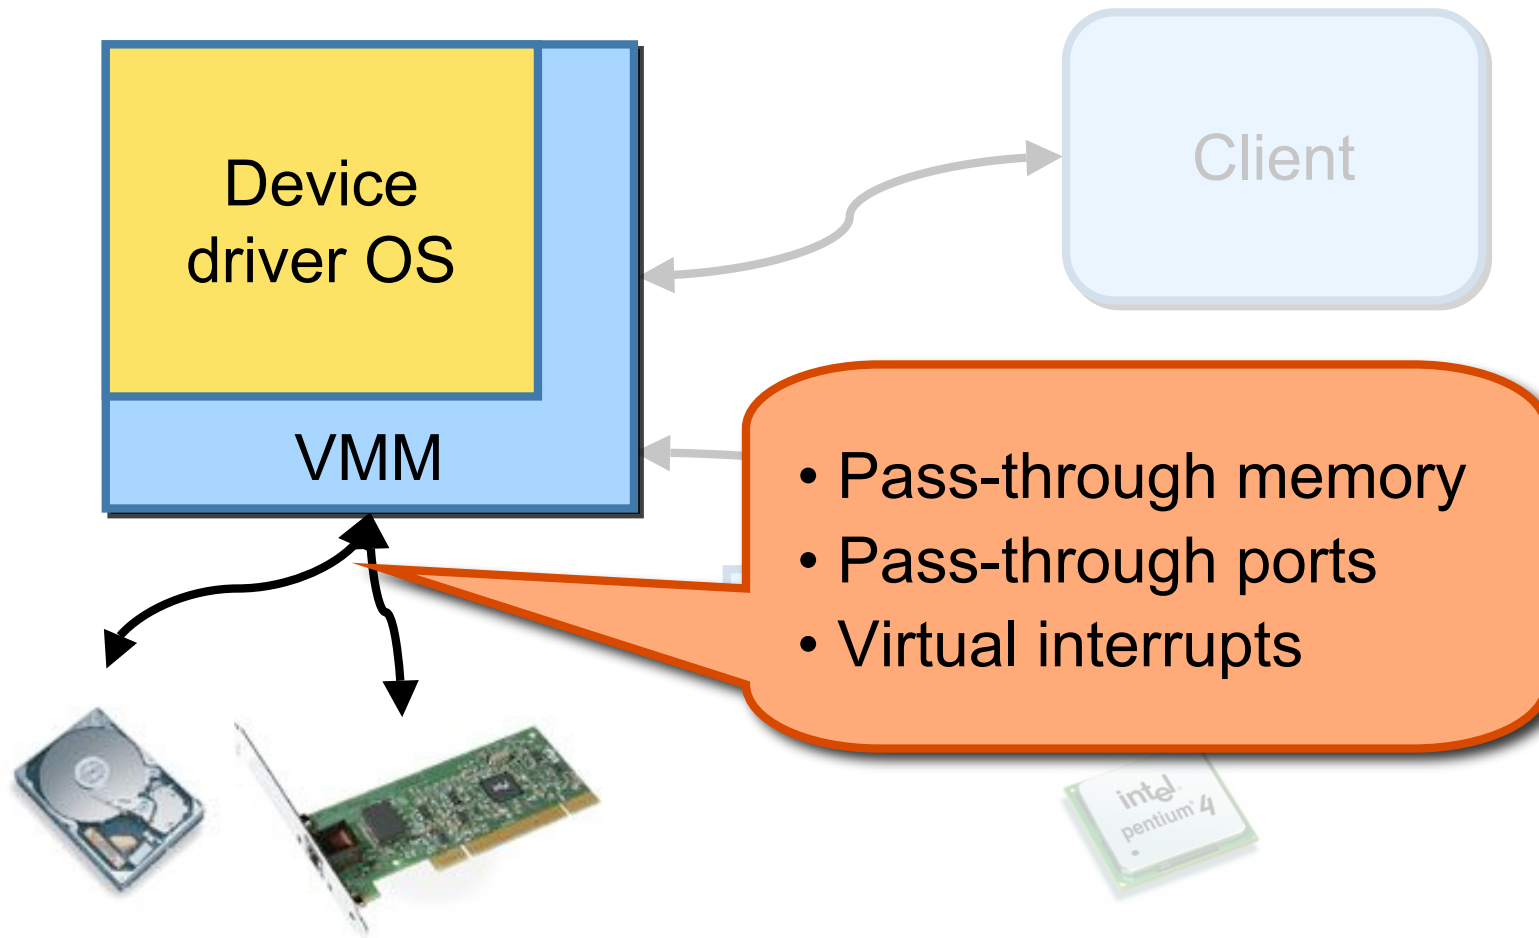 Device
driver OS
VMM
Client
• Pass-through memory
• Pass-through ports
• Virtual interrupts
intel
pentium 4